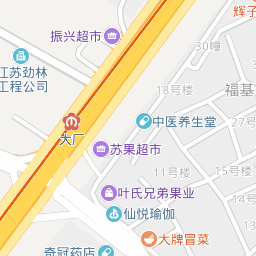 辉子
振兴超市
30幢
江苏劲林
工程公司
18号楼
福基
中医养生堂
27号
大厂
苏果超市
11号楼
15号楼
叶氏兄弟果业
仙悦瑜伽
大牌冒菜
奇冠药店